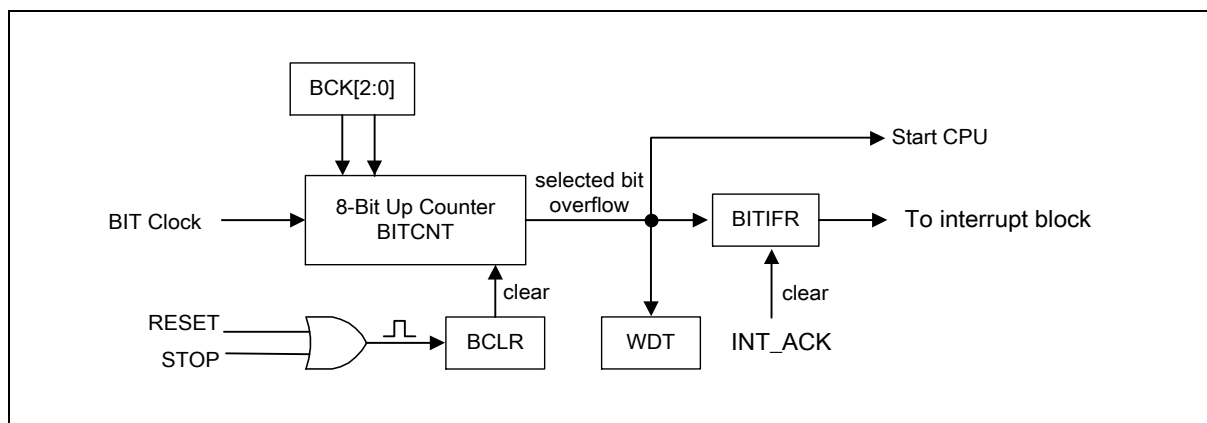 BCK[2:0]
Start CPU
selected bit
overflow
8-Bit Up Counter
BITCNT
BIT Clock
BITIFR
To interrupt block
clear
clear
RESET
STOP
BCLR
WDT
INT_ACK